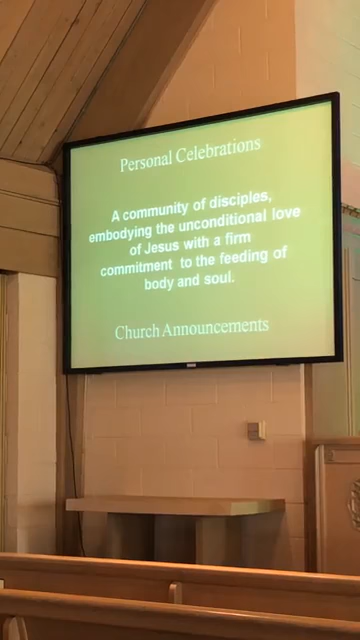 Personal Celebrations
A community of disciples,
embodying the unconditional love
of Jesus with a firm
commitment to the feeding of
body and soul.
Church Announcements